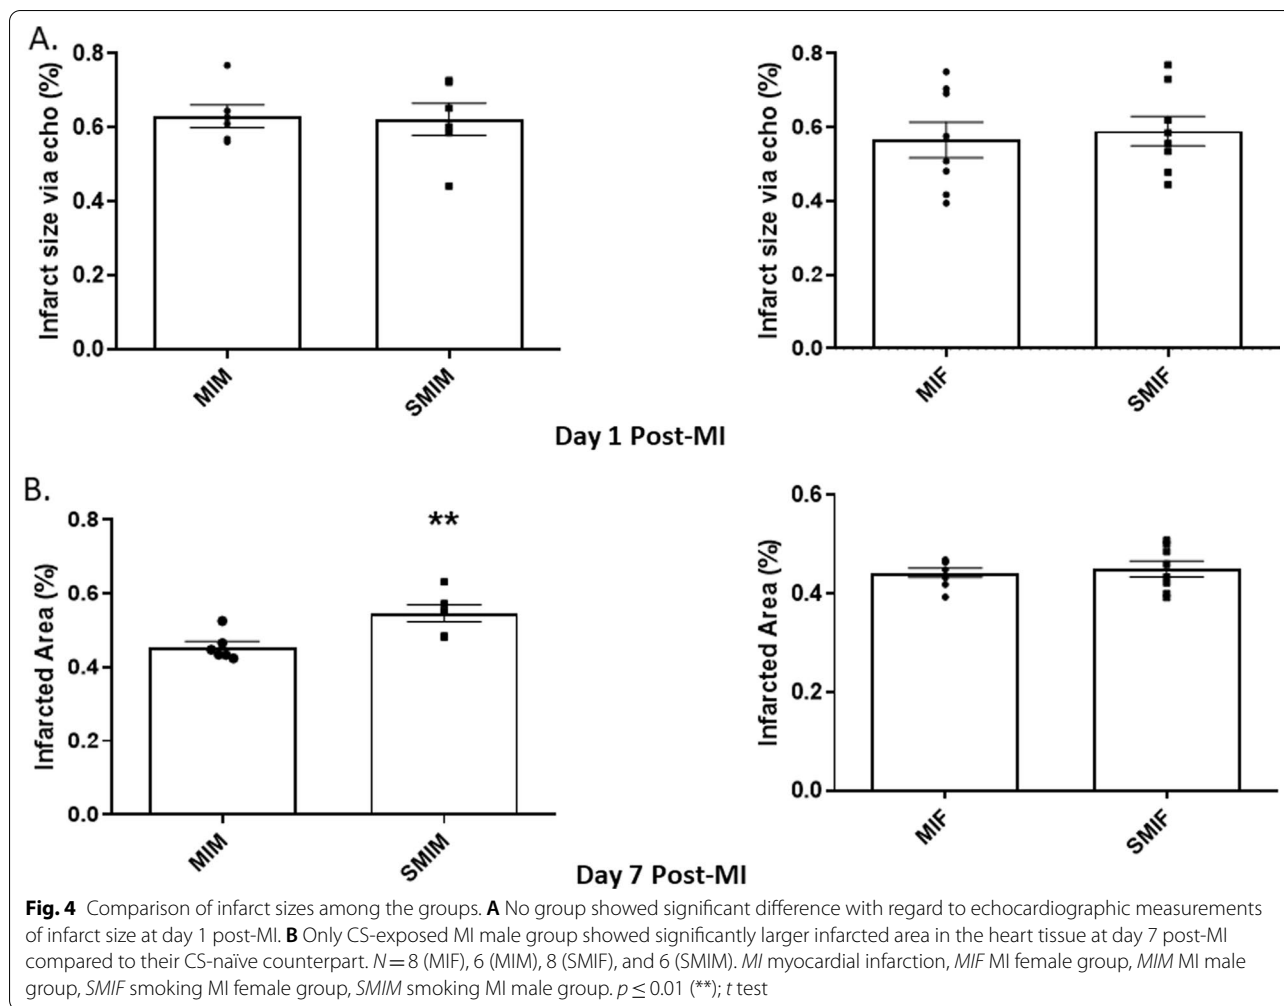 A.
Infarct size via echo (%)
0.8
0.6
0.4
0.2
0.0
MIM
SMIM
Infarct size via echo (%)
0.8
0.6
0.4
0.2
0.0
MIF
SMIF
Day 1 Post-MI
B.
Infarcted Area (%)
0.8
0.6
0.4
0.2
0.0
**
MIM
SMIM
Infarcted Area (%)
0.6
0.4
0.2
0.0
MIF
SMIF
Day 7 Post-MI
Fig. 4 Comparison of infarct sizes among the groups. A No group showed significant difference with regard to echocardiographic measurements
of infarct size at day 1 post-MI. B Only CS-exposed MI male group showed significantly larger infarcted area in the heart tissue at day 7 post-MI
compared to their CS-naïve counterpart. N = 8 (MIF), 6 (MIM), 8 (SMIF), and 6 (SMIM). MI myocardial infarction, MIF MI female group, MIM MI male
group, SMIF smoking MI female group, SMIM smoking MI male group. p ≤ 0.01 (**); t test